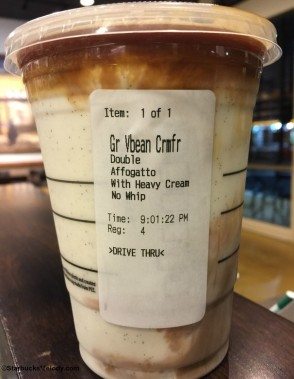 Item: 1 of 1
Gr Vbean Crmfr
Double
Affogatto
With Heavy Cream
No Whip
Time: 9:01:22 PM
Reg: 4
>DRIVE THRU<
©StarbucksMelody.com